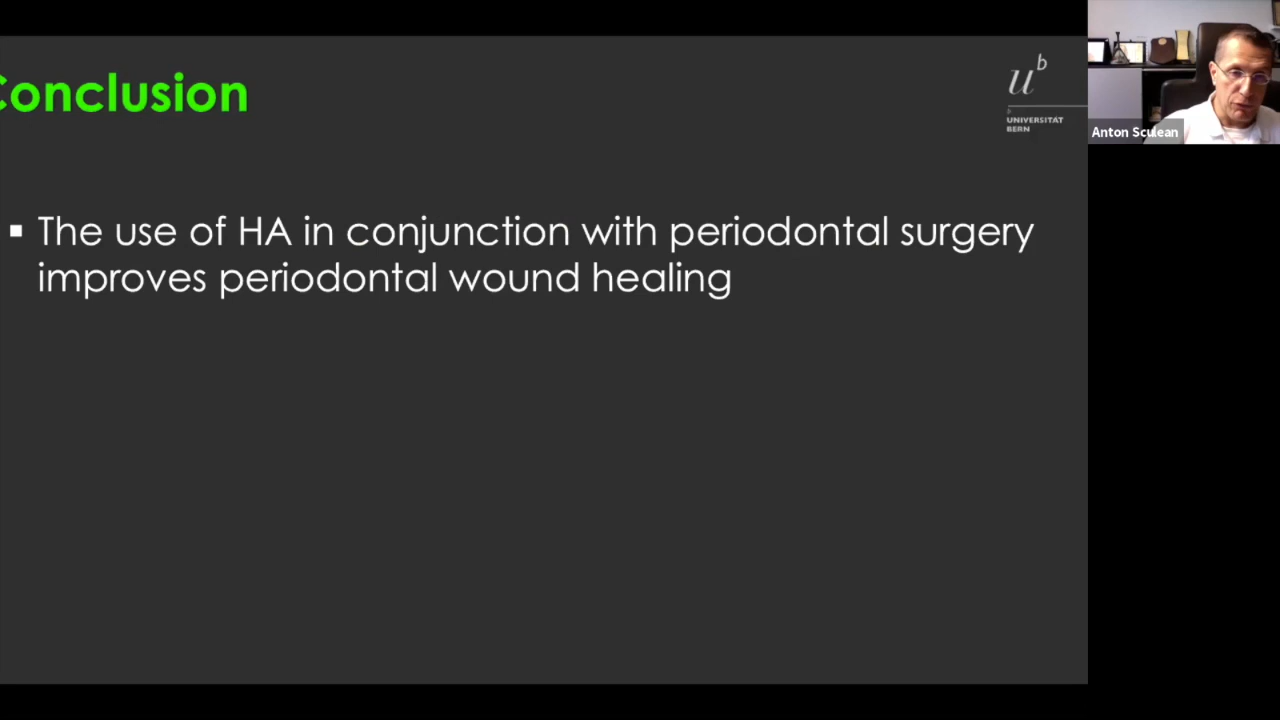 Conclusion
u
b
b
UNIVERSITÄT
BERN
Anton Sculean
▪ The use of HA in conjunction with periodontal surgery
improves periodontal wound healing